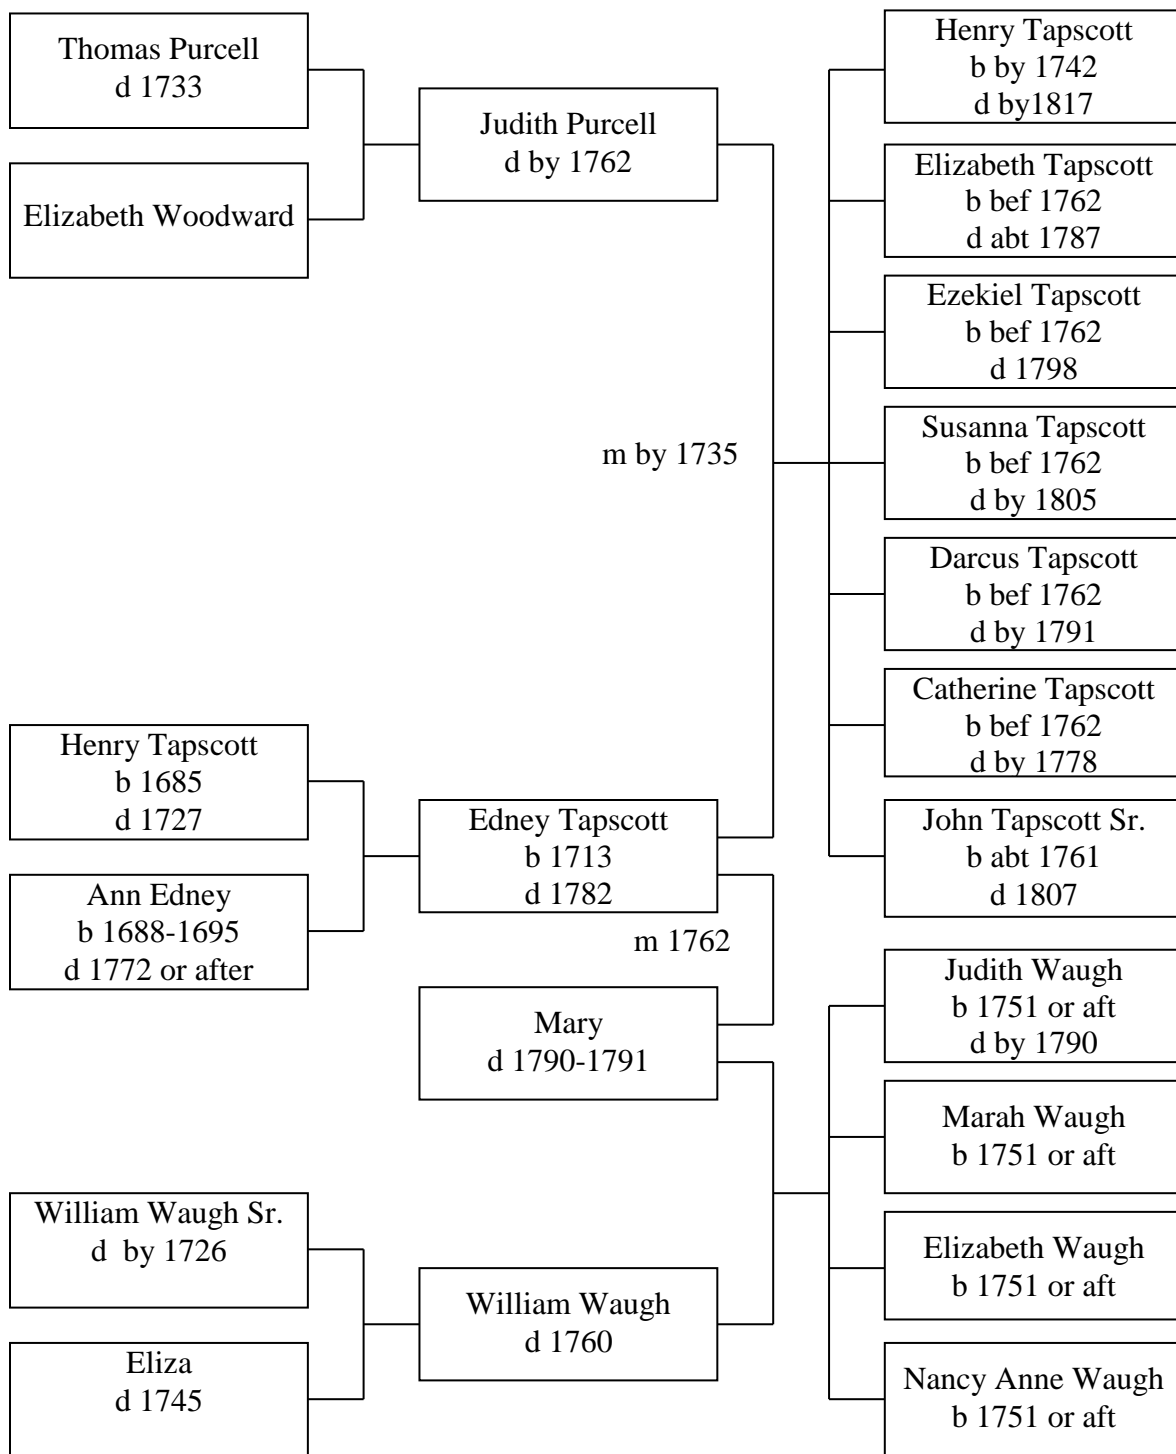 Thomas Purcell
d 1733
Elizabeth Woodward
Henry Tapscott
b 1685
d 1727
Ann Edney
b 1688-1695
d 1772 or after
William Waugh Sr.
d by 1726
Eliza
d 1745
Judith Purcell
d by 1762
m by 1735
Edney Tapscott
b 1713
d 1782
m 1762
Mary
d 1790-1791
William Waugh
d 1760
Henry Tapscott
b by 1742
d by1817
Elizabeth Tapscott
b bef 1762
d abt 1787
Ezekiel Tapscott
b bef 1762
d 1798
Susanna Tapscott
b bef 1762
d by 1805
Darcus Tapscott
b bef 1762
d by 1791
Catherine Tapscott
b bef 1762
d by 1778
John Tapscott Sr.
b abt 1761
d 1807
Judith Waugh
b 1751 or aft
d by 1790
Marah Waugh
b 1751 or aft
Elizabeth Waugh
b 1751 or aft
Nancy Anne Waugh
b 1751 or aft